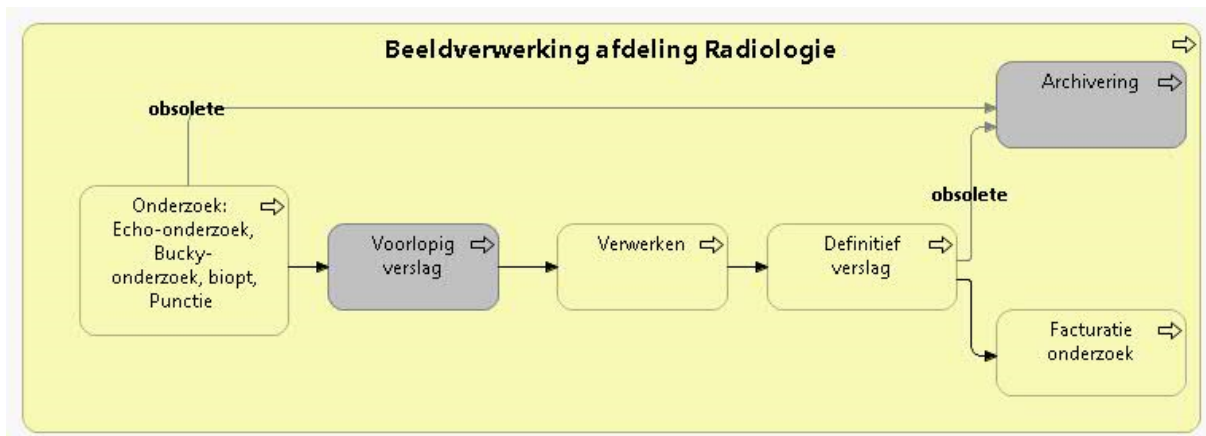 Beeldverwerking afdeling Radiologie
Archivering
obsolete
Onderzoek:
Echo-onderzoek,
Bucky-
onderzoek, biopt,
Punctie
Voorlopig
verslag
Verwerken
Definitief
verslag
obsolete
Facturatie
onderzoek